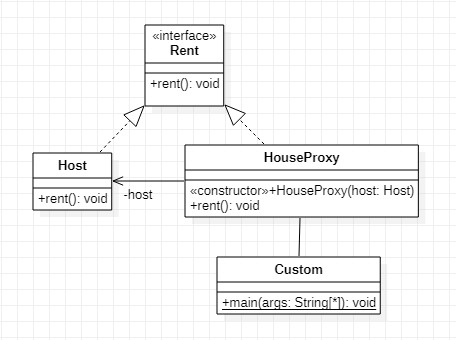 «interface»
Rent
+rent(): void
Host
+rent(): void
-host
HouseProxy
«constructor»+HouseProxy(host: Host)
+rent(): void
Custom
+main(args: String[*]): void